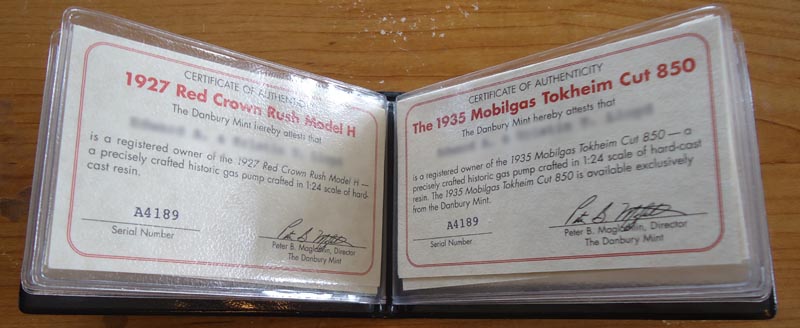 CERTIFICATE OF AUTHENTICITY
1927 Red Crown Rush Model H
The Danbury Mint hereby attests that
is a registered owner of the 1927 Red Crown Rush Model H —
a precisely crafted historic gas pump crafted in 1:24 scale of hard-
cast resin.
A4189
Serial Number
Peter B. Maglathlin, Director
The Danbury Mint
CERTIFICATE OF AUTHENTICITY
The 1935 Mobilgas Tokheim Cut 850
The Danbury Mint hereby attests that
is a registered owner of the 1935 Mobilgas Tokheim Cut 850 — a
precisely crafted historic gas pump crafted in 1:24 scale of hard-cast
resin. The 1935 Mobilgas Tokheim Cut 850 is available exclusively
from the Danbury Mint.
A4189
Serial Number
Peter B. Maglathlin, Director
The Danbury Mint